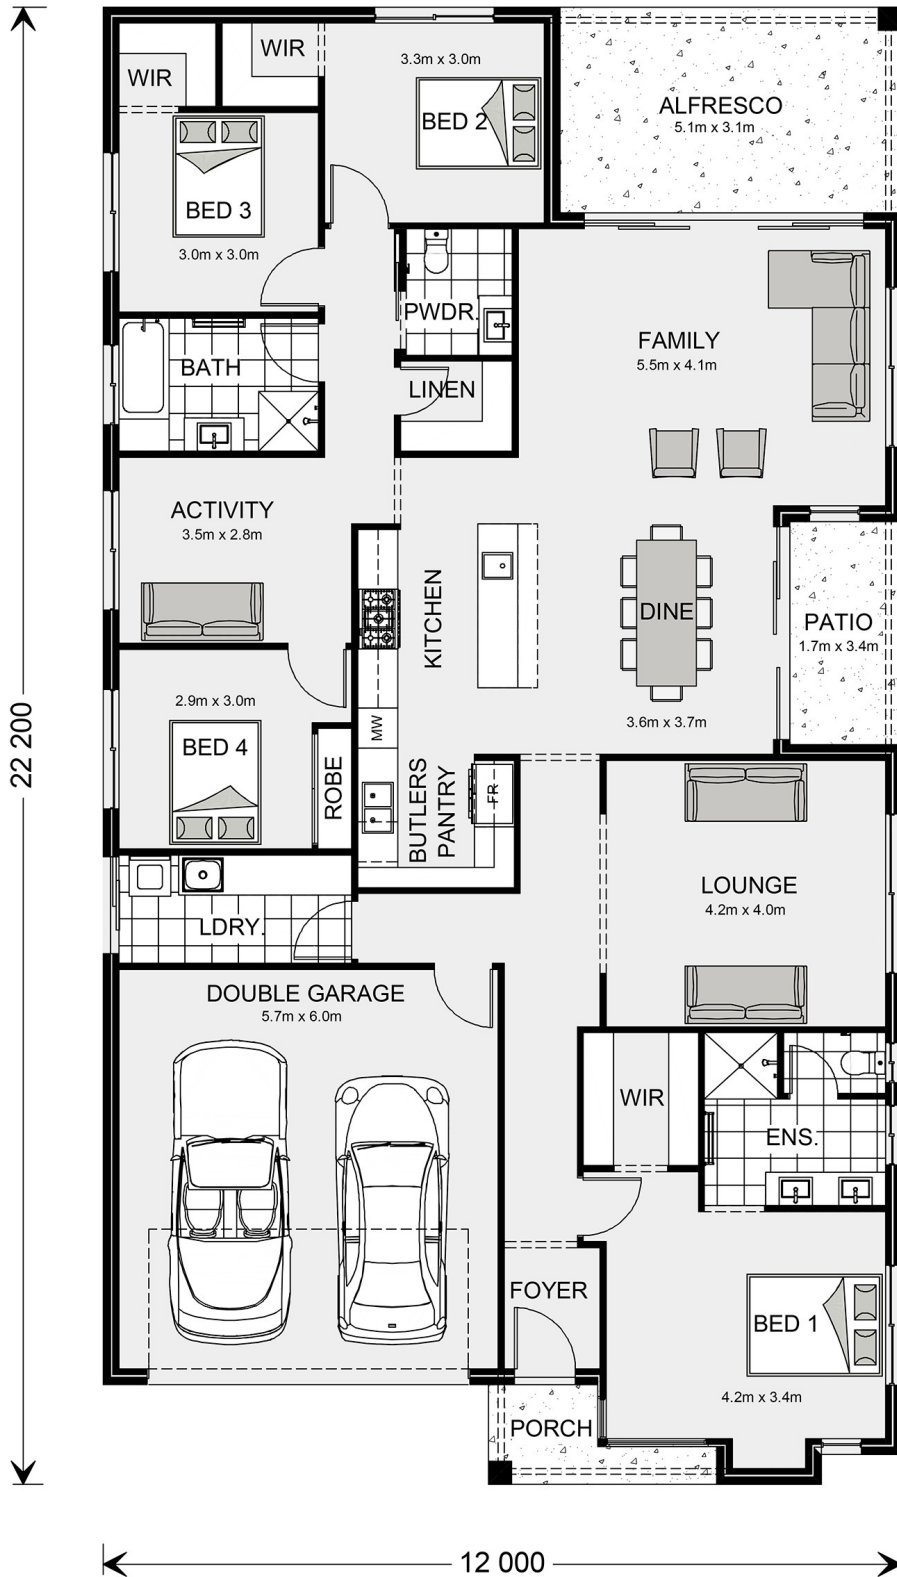 WIR
WIR
3.3m x 3.0m
BED 2
ALFRESCO
5.1m x 3.1m
BED 3
3.0m x 3.0m
PWDR.
FAMILY
5.5m x 4.1m
BATH
LINEN
ACTIVITY
3.5m x 2.8m
KITCHEN
DINE
3.6m x 3.7m
PATIO
1.7m x 3.4m
2.9m x 3.0m
BED 4
ROBE
MW
BUTLERS
PANTRY
FR
22 200
LOUNGE
4.2m x 4.0m
LDRY.
DOUBLE GARAGE
5.7m x 6.0m
WIR
ENS.
FOYER
BED 1
4.2m x 3.4m
PORCH
12 000